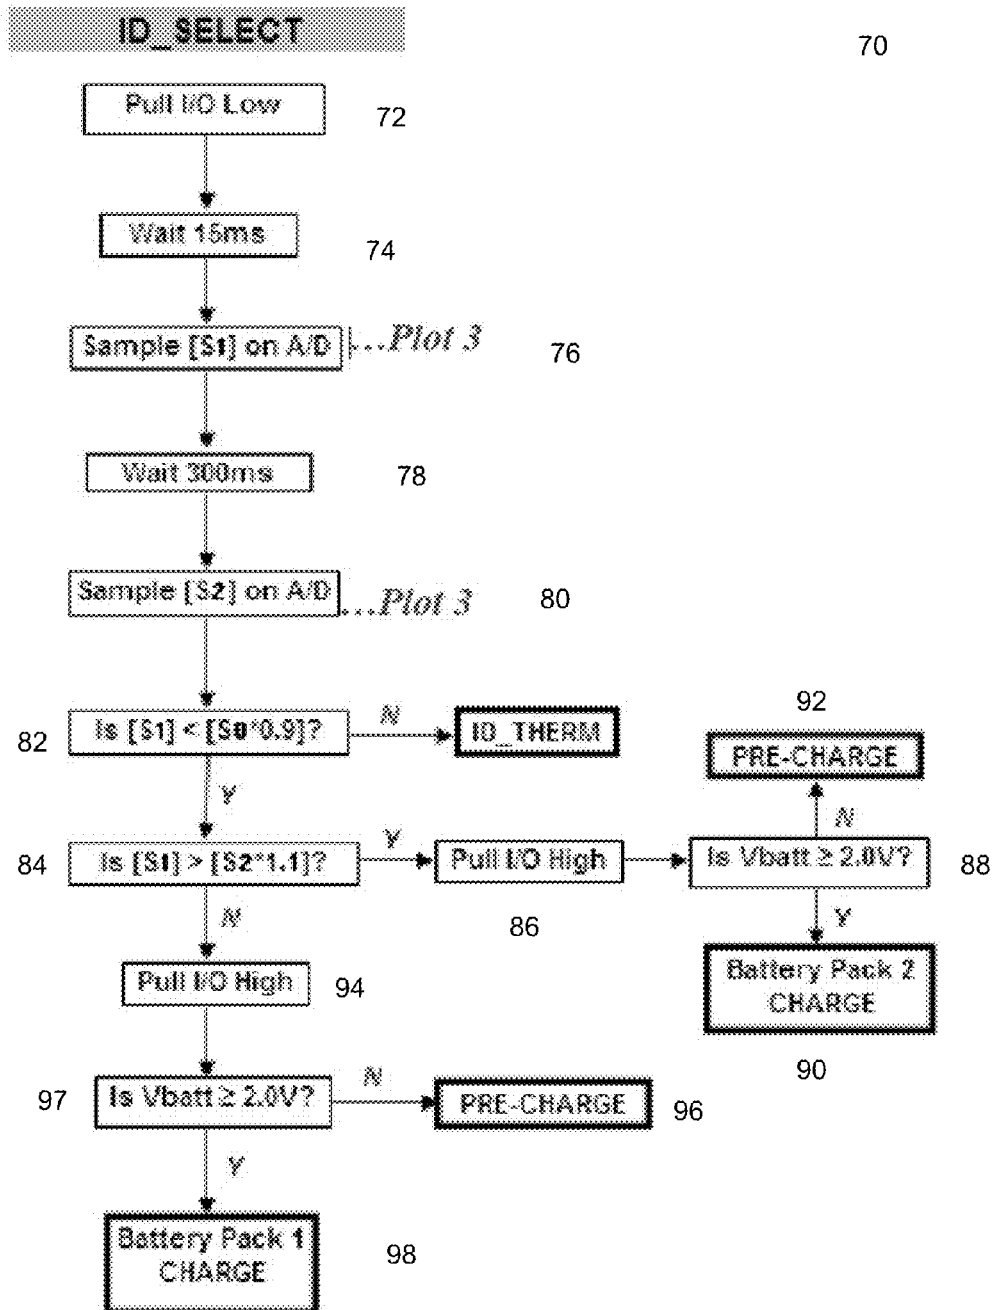 ID_SELECT
70
Pull I/O Low
72
Wait 15ms
74
Sample [S1] on A/D
...Plot 3
76
Wait 300ms
78
Sample [S2] on A/D
...Plot 3
80
82
Is [S1] < [S0*0.9]?
N
ID_THERM
92
PRE-CHARGE
Y
N
84
Is [S1] > [S2*1.1]?
Y
Pull I/O High
Is Vbatt ≥ 2.0V?
88
N
86
Y
Pull I/O High
94
Battery Pack 2
CHARGE
90
97
Is Vbatt ≥ 2.0V?
N
PRE-CHARGE
96
Y
Battery Pack 1
CHARGE
98